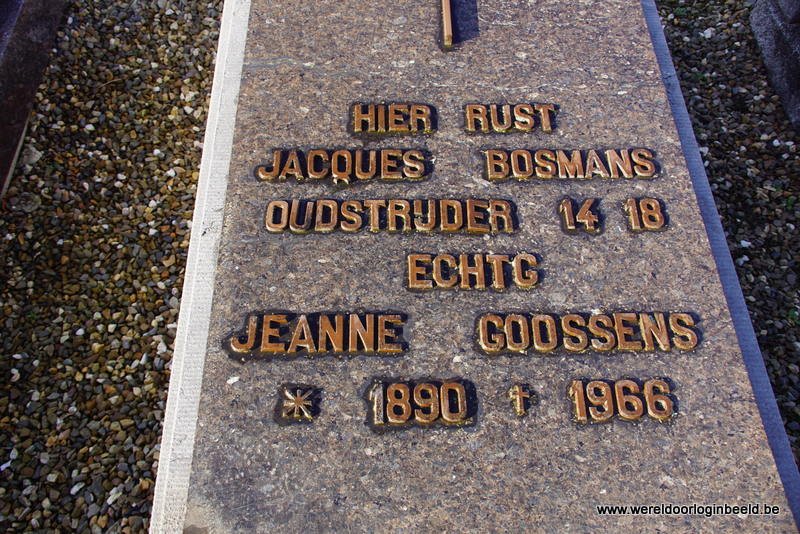 HIER RUST
JACQUES BOSMANS
OUDSTRIJDER 14 18
ECHTG
JEANNE GOOSSENS
* 1890 † 1966
www.wereldoorloginbeeld.be